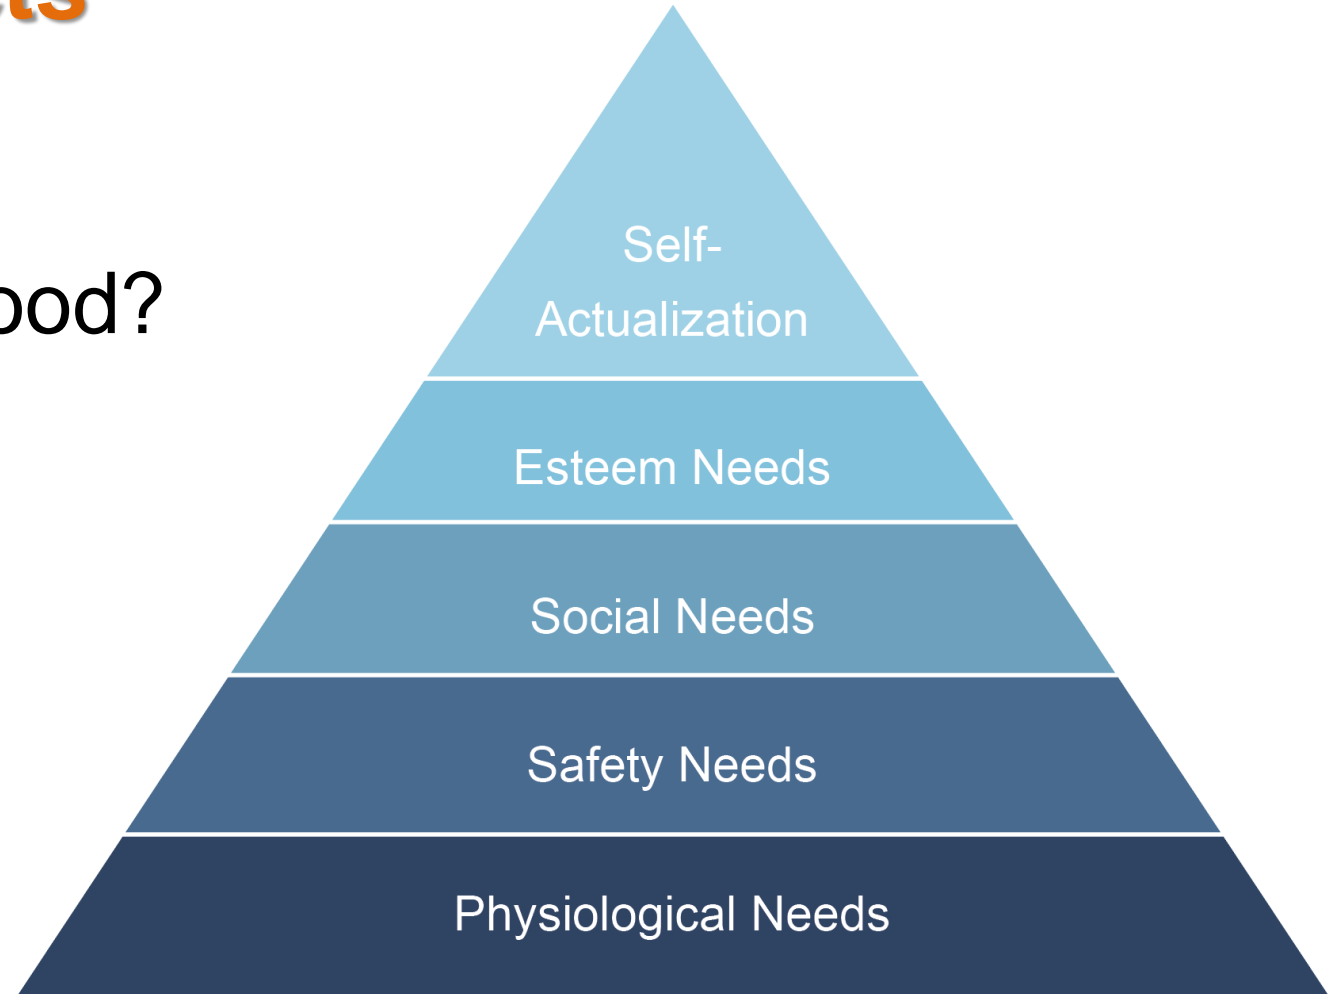 ts
ood?
Self-
Actualization
Esteem Needs
Social Needs
Safety Needs
Physiological Needs